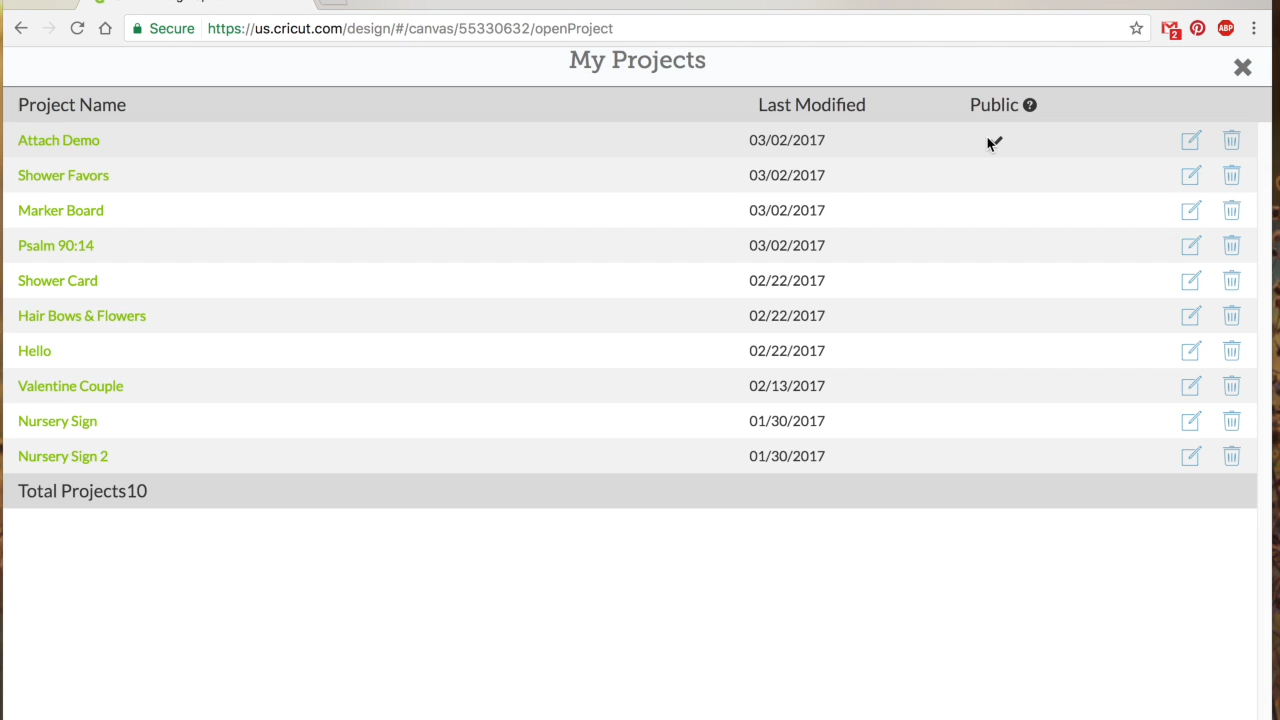 Secure https://us.cricut.com/design/#/canvas/55330632/openProject
2 ABP
My Projects
Project Name Last Modified Public ?
Attach Demo 03/02/2017
Shower Favors 03/02/2017
Marker Board 03/02/2017
Psalm 90:14 03/02/2017
Shower Card 02/22/2017
Hair Bows & Flowers 02/22/2017
Hello 02/22/2017
Valentine Couple 02/13/2017
Nursery Sign 01/30/2017
Nursery Sign 2 01/30/2017
Total Projects10